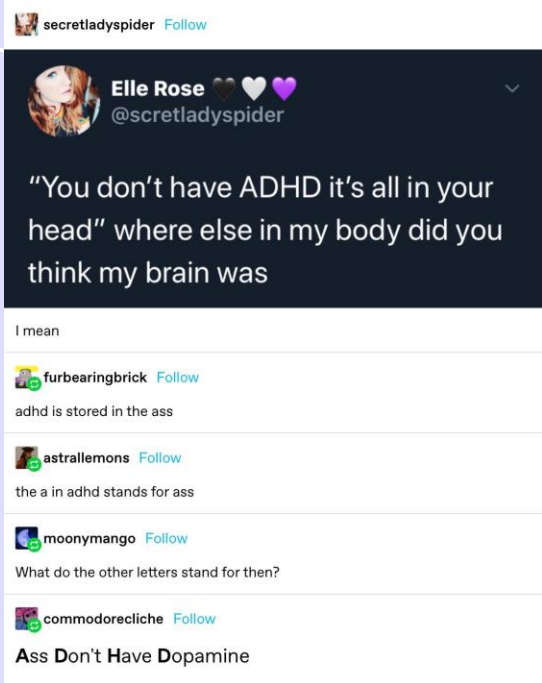 secretladyspider Follow
Elle Rose 🖤🤍💜
@scretladyspider
“You don’t have ADHD it’s all in your
head” where else in my body did you
think my brain was
I mean
furbearingbrick Follow
adhd is stored in the ass
astrallemons Follow
the a in adhd stands for ass
moonymango Follow
What do the other letters stand for then?
commodorecliche Follow
Ass Don't Have Dopamine